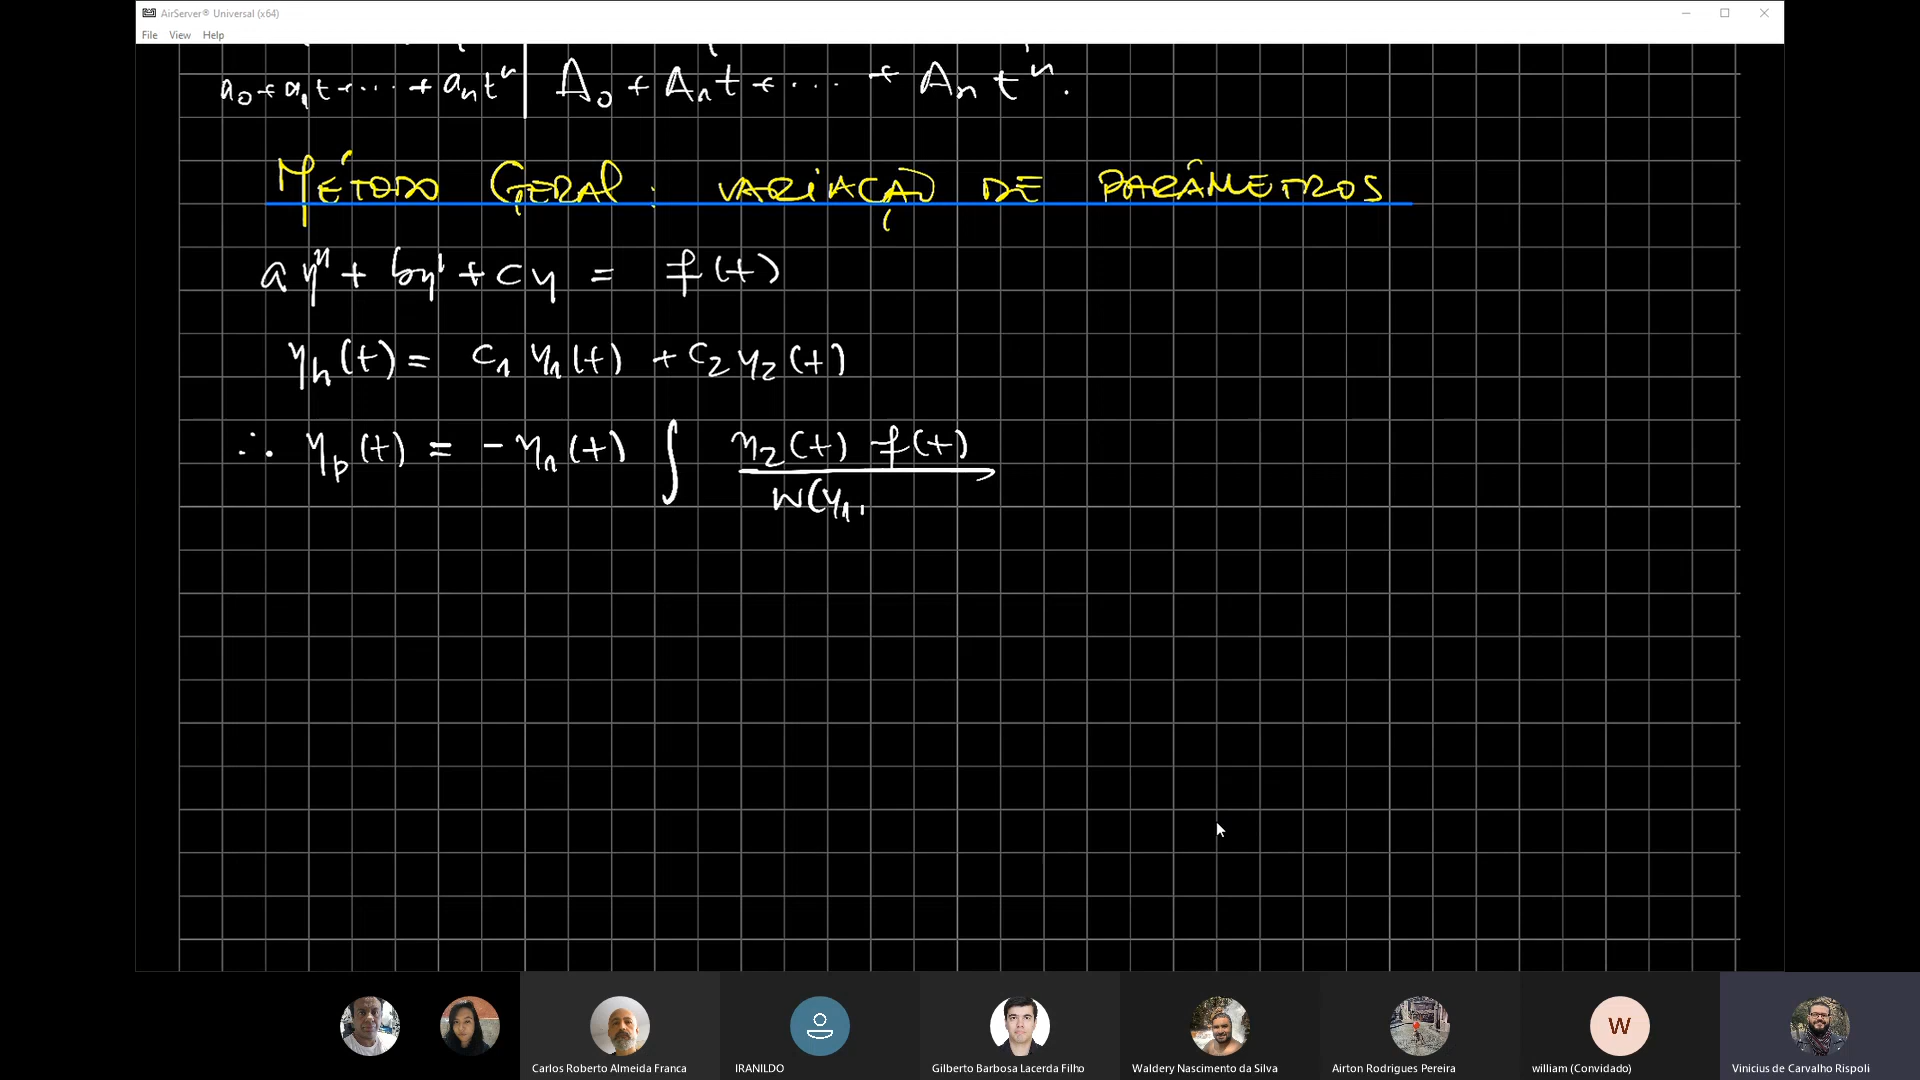 AirServer® Universal (x64)
File View Help
a₀ + a₁t + ... + aₙtⁿ | A₀ + A₁t + ... + Aₙtⁿ.
MÉTODO GERAL: VARIAÇÃO DE PARÂMETROS
ay'' + by' + cy = f(t)
yₕ(t) = c₁y₁(t) + c₂y₂(t)
∴ yₚ(t) = -y₁(t) ∫ y₂(t) f(t)
W(y₁,
W
Carlos Roberto Almeida Franca IRANILDO Gilberto Barbosa Lacerda Filho Waldery Nascimento da Silva Airton Rodrigues Pereira william (Convidado) Vinicius de Carvalho Rispoli